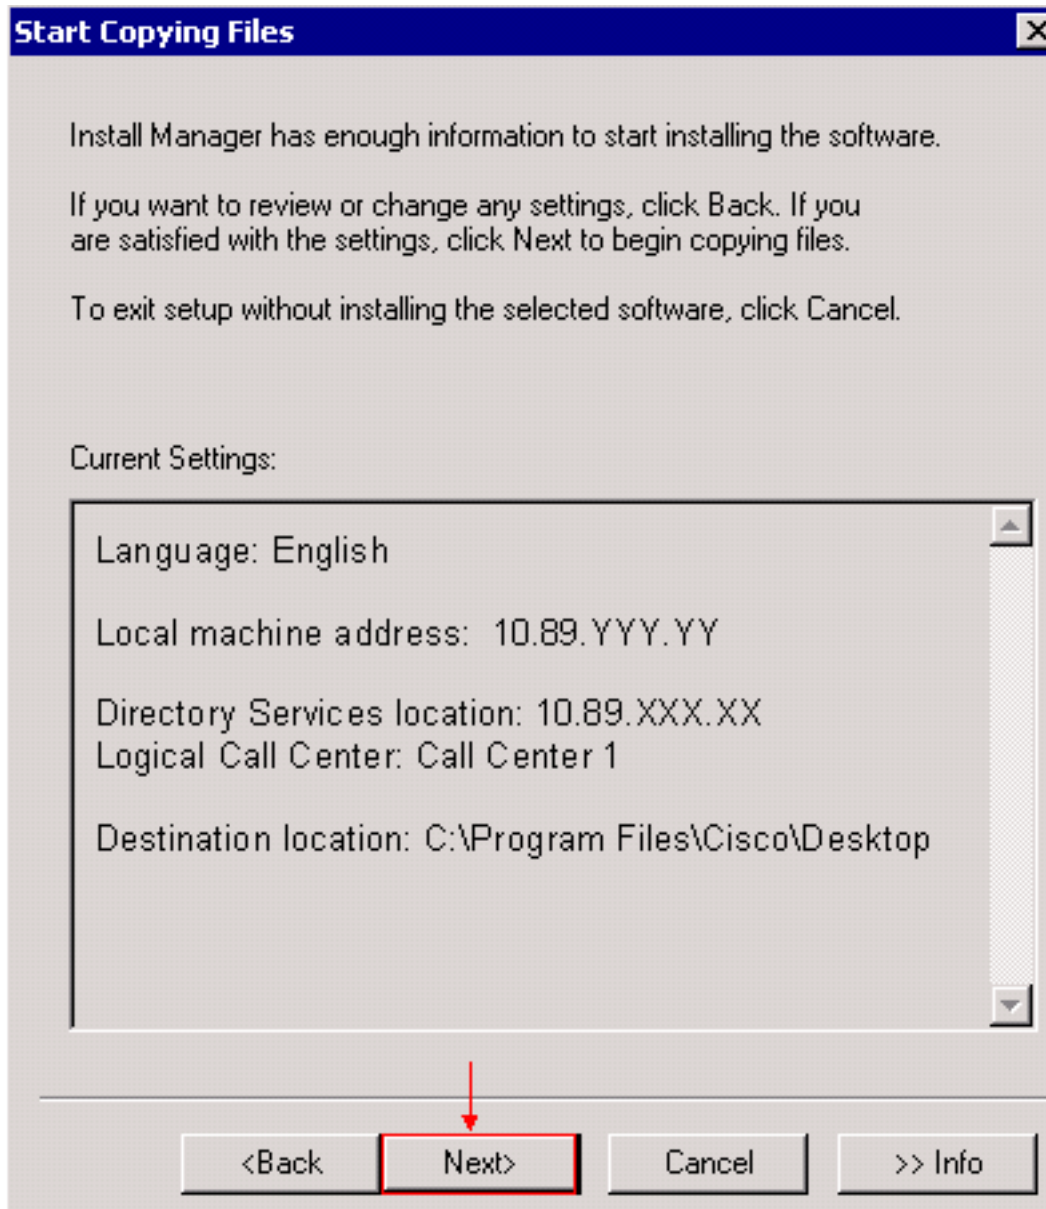 Start Copying Files
Install Manager has enough information to start installing the software.
If you want to review or change any settings, click Back. If you
are satisfied with the settings, click Next to begin copying files.
To exit setup without installing the selected software, click Cancel.
Current Settings:
Language: English
Local machine address:  10.89.YYY.YY
Directory Services location: 10.89.XXX.XX
Logical Call Center: Call Center 1
Destination location: C:\Program Files\Cisco\Desktop
<Back Next> Cancel >> Info